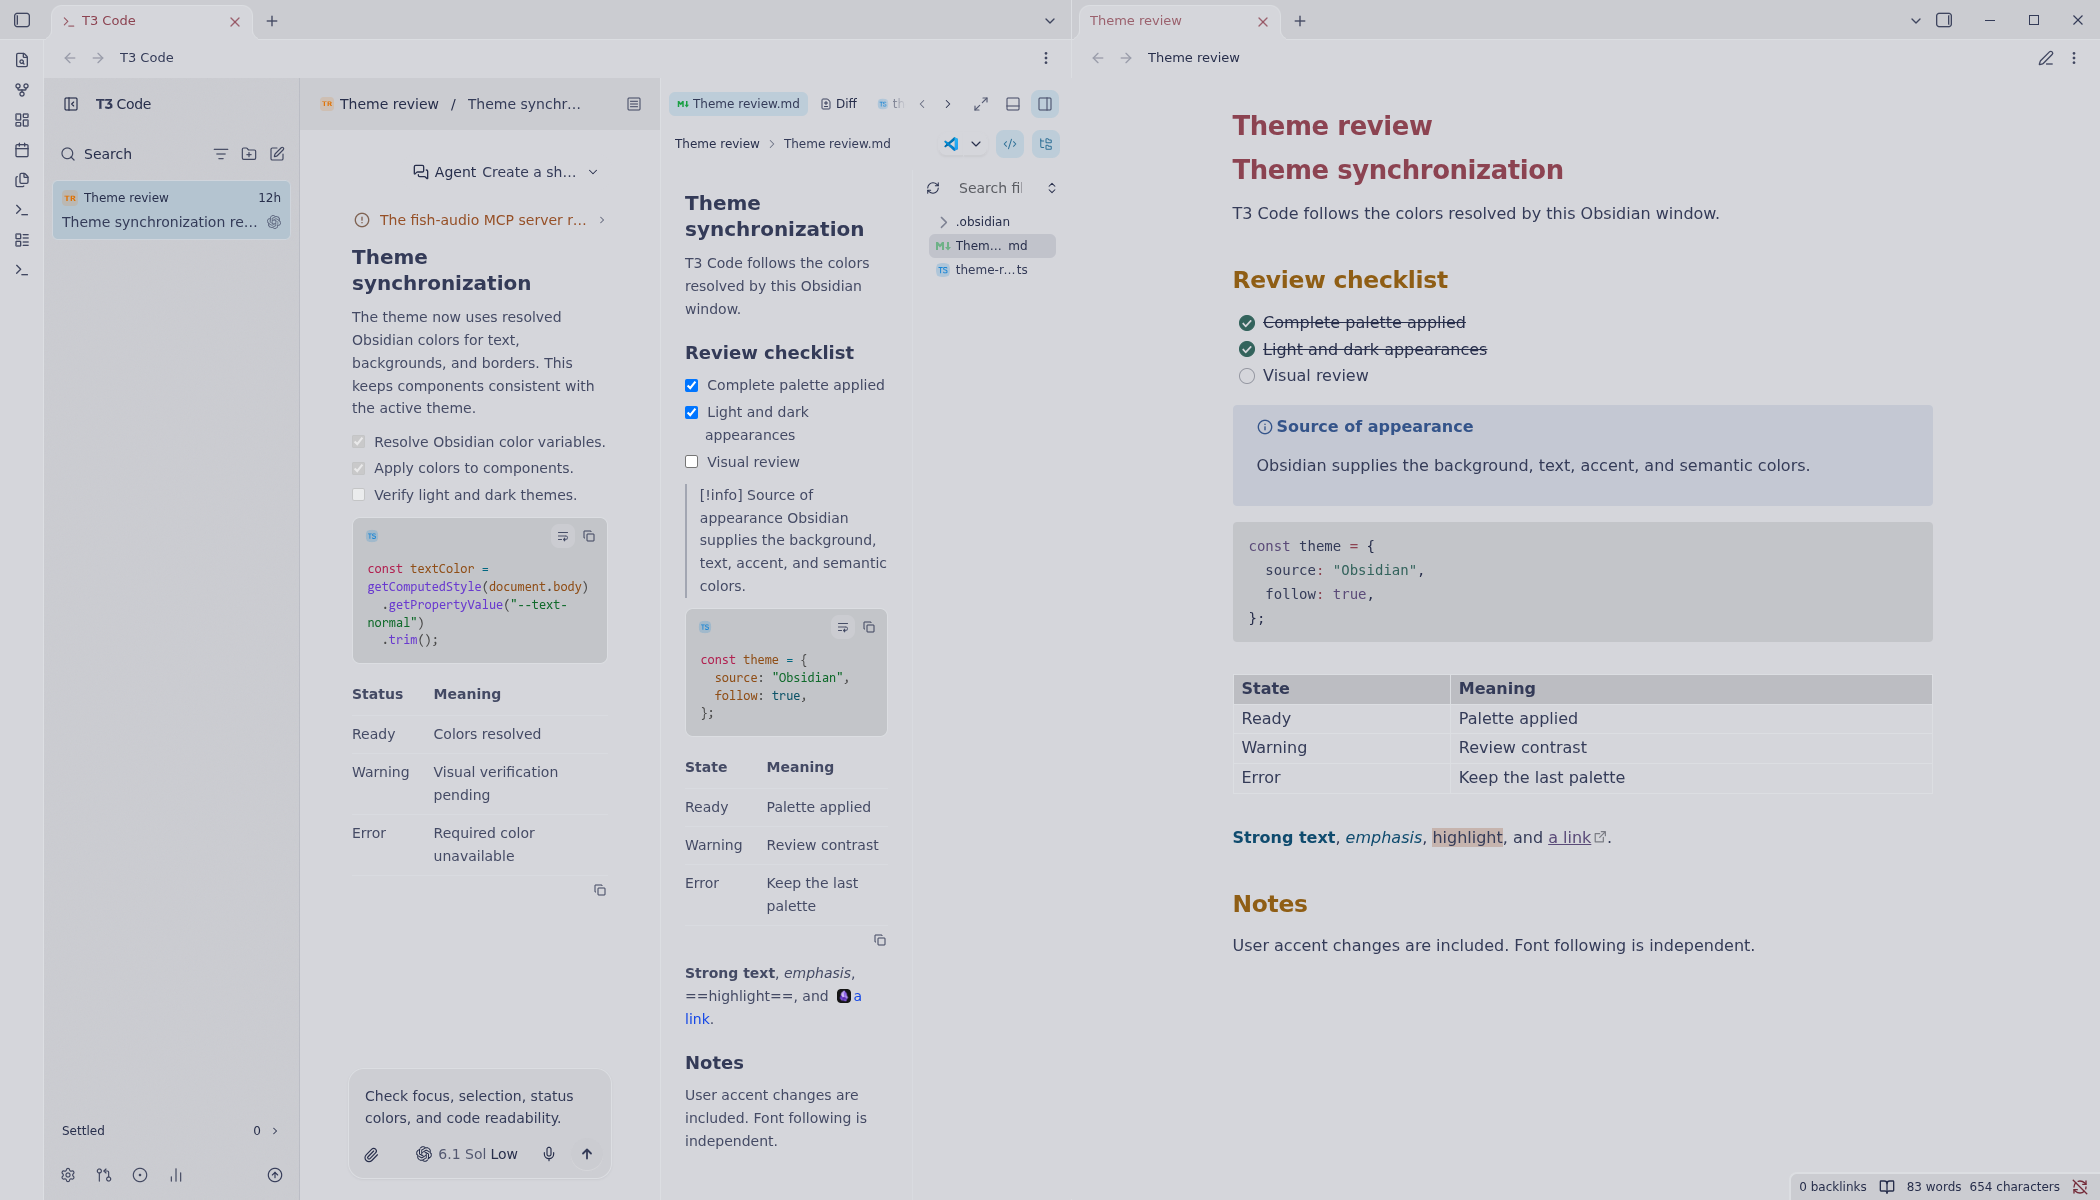 T3 Code
Theme review
T3 Code
Theme review
T3 Code
Search
Theme review 12h
Theme synchronization re...
Settled 0
Theme review / Theme synchr...
Agent Create a sh...
The fish-audio MCP server r...
Theme
synchronization
The theme now uses resolved
Obsidian colors for text,
backgrounds, and borders. This
keeps components consistent with
the active theme.
Resolve Obsidian color variables.
Apply colors to components.
Verify light and dark themes.
TS
const textColor =
getComputedStyle(document.body)
.getPropertyValue("--text-
normal")
.trim();
Status Meaning
Ready Colors resolved
Warning Visual verification
pending
Error Required color
unavailable
Check focus, selection, status
colors, and code readability.
6.1 Sol Low
Theme review.md Diff th
Theme review > Theme review.md
Theme
synchronization
T3 Code follows the colors
resolved by this Obsidian
window.
Review checklist
Complete palette applied
Light and dark
appearances
Visual review
[!info] Source of
appearance Obsidian
supplies the background,
text, accent, and semantic
colors.
TS
const theme = {
source: "Obsidian",
follow: true,
};
State Meaning
Ready Palette applied
Warning Review contrast
Error Keep the last
palette
Strong text, emphasis,
==highlight==, and a
link.
Notes
User accent changes are
included. Font following is
independent.
Search fil
.obsidian
Them... md
theme-r...ts
Theme review
Theme synchronization
T3 Code follows the colors resolved by this Obsidian window.
Review checklist
Complete palette applied
Light and dark appearances
Visual review
Source of appearance
Obsidian supplies the background, text, accent, and semantic colors.
const theme = {
source: "Obsidian",
follow: true,
};
State Meaning
Ready Palette applied
Warning Review contrast
Error Keep the last palette
Strong text, emphasis, highlight, and a link.
Notes
User accent changes are included. Font following is independent.
0 backlinks 83 words 654 characters